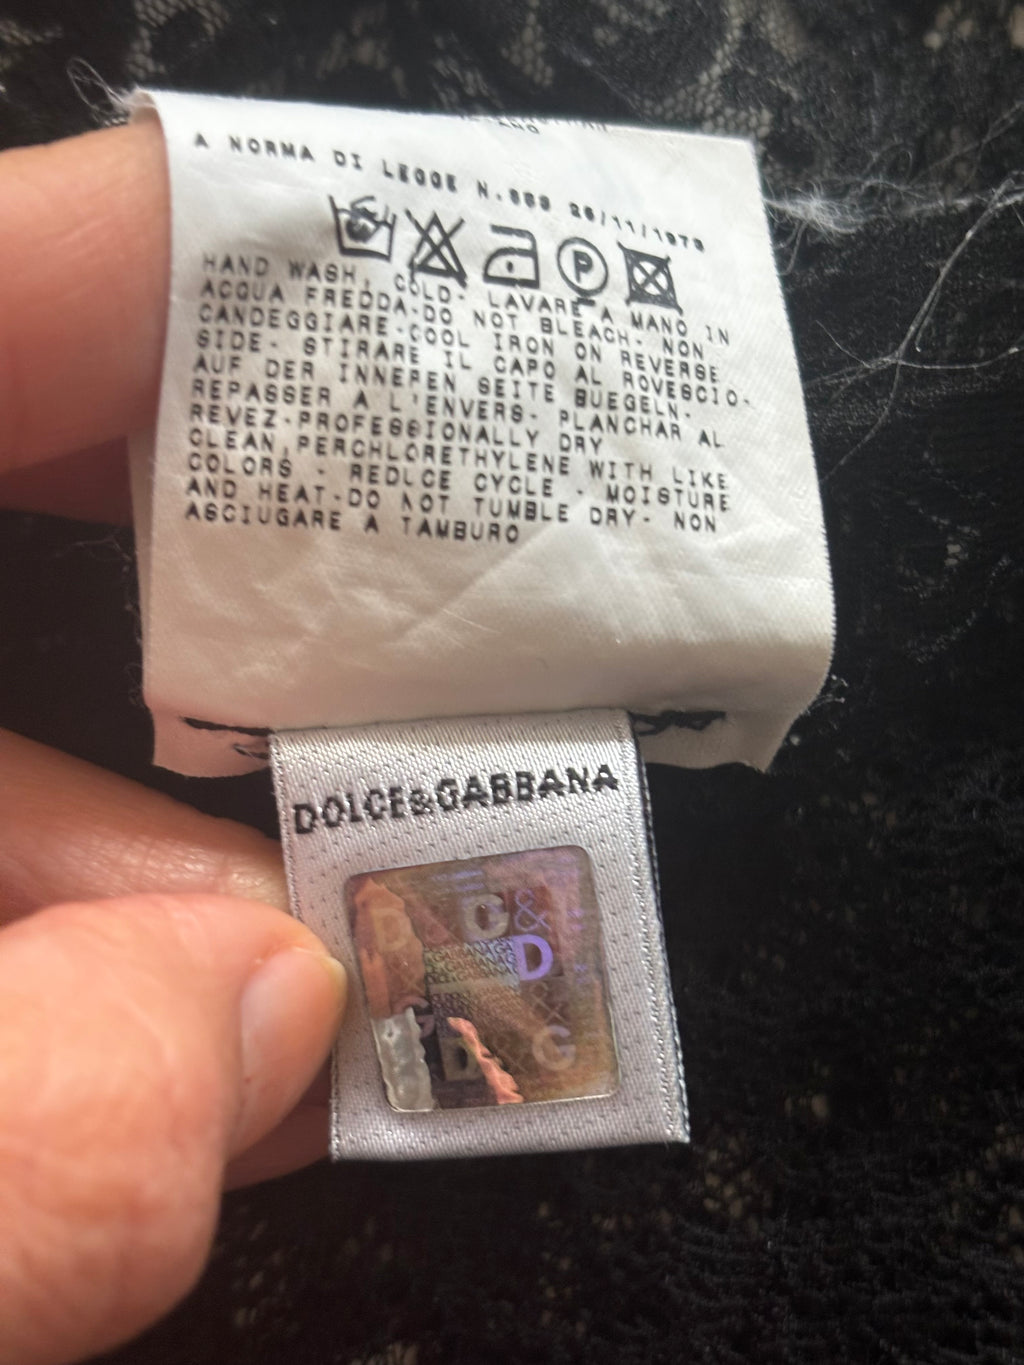 A NORMA DI LEGGE N.883 26/11/1973
P
HAND WASH, COLD- LAVARE A MANO IN
ACQUA FREDDA-DO NOT BLEACH- NON
CANDEGGIARE-COOL IRON ON REVERSE
SIDE- STIRARE IL CAPO AL ROVESCIO-
AUF DER INNEREN SEITE BUEGELN-
REPASSER A L'ENVERS- PLANCHAR AL
REVEZ-PROFESSIONALLY DRY
CLEAN,PERCHLORETHYLENE WITH LIKE
COLORS - REDUCE CYCLE - MOISTURE
AND HEAT-DO NOT TUMBLE DRY- NON
ASCIUGARE A TAMBURO
DOLCE&GABBANA
D & G &
D
G
D G